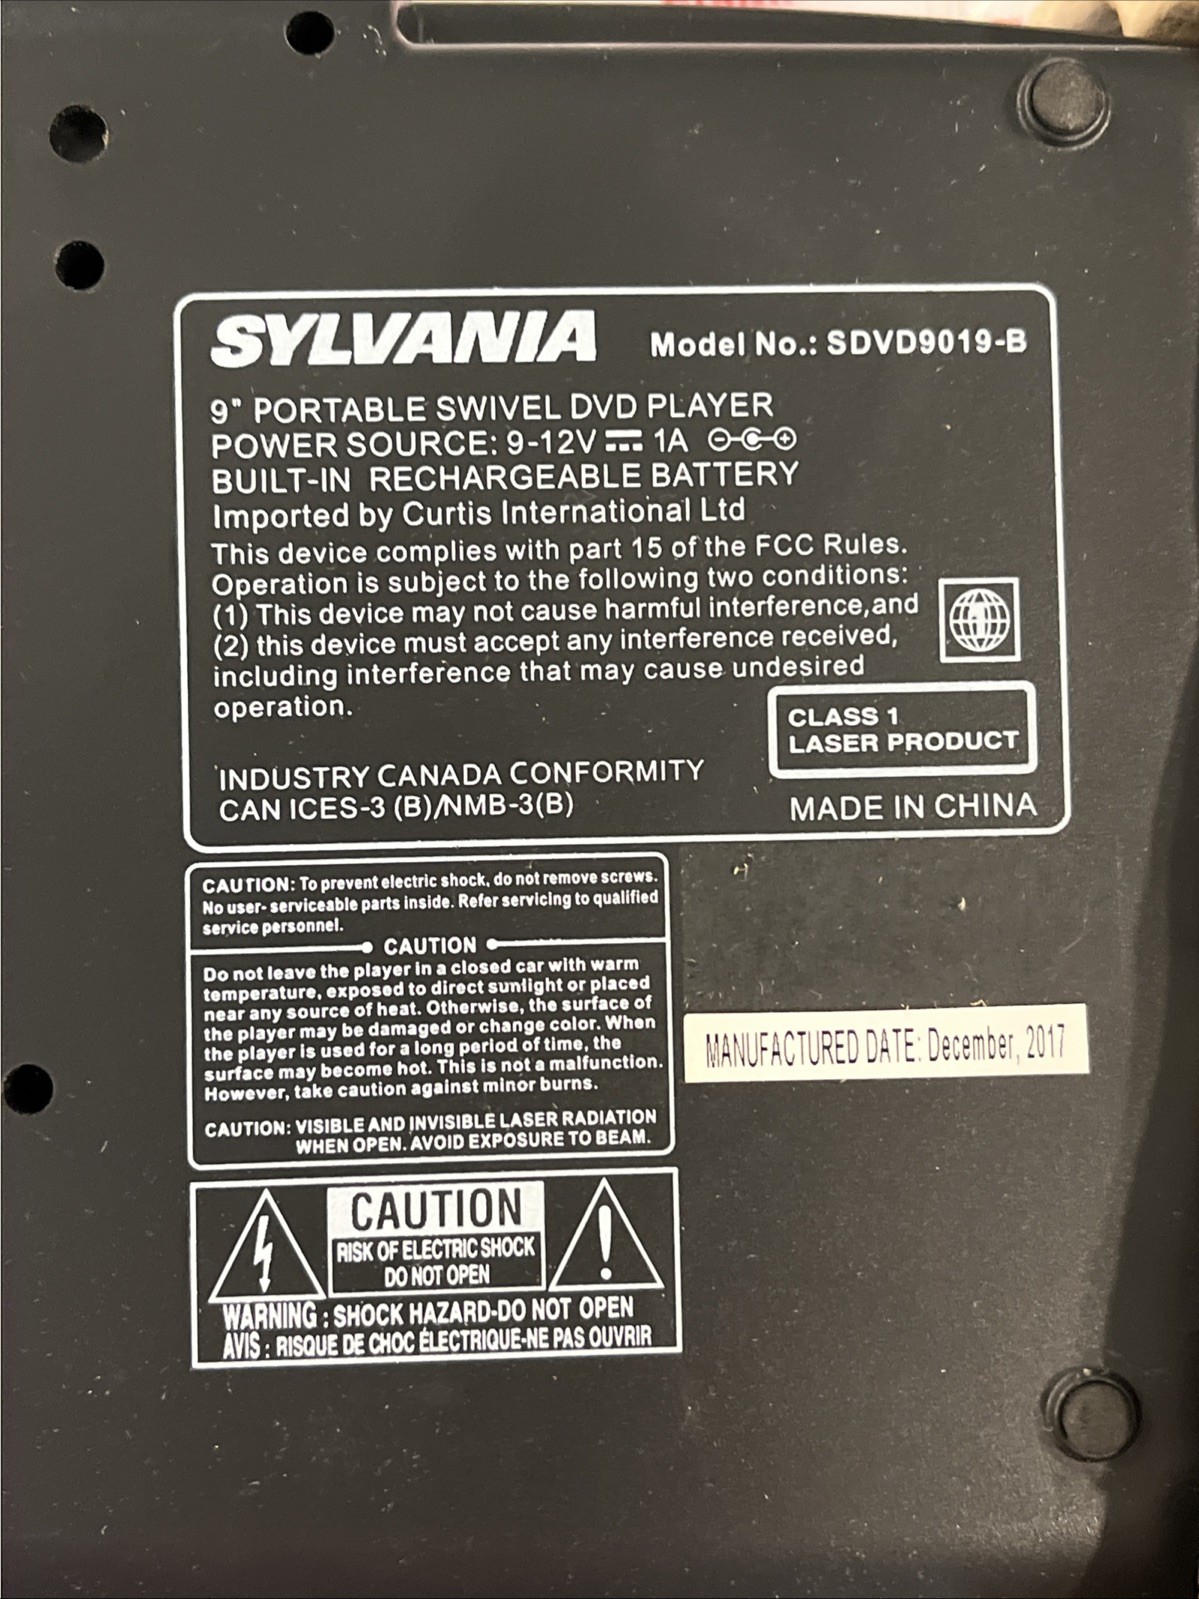 SYLVANIA Model No.: SDVD9019-B
9" PORTABLE SWIVEL DVD PLAYER
POWER SOURCE: 9-12V 1A
BUILT-IN RECHARGEABLE BATTERY
Imported by Curtis International Ltd
This device complies with part 15 of the FCC Rules.
Operation is subject to the following two conditions:
(1) This device may not cause harmful interference,and
(2) this device must accept any interference received,
including interference that may cause undesired
operation.
CLASS 1
LASER PRODUCT
INDUSTRY CANADA CONFORMITY
CAN ICES-3 (B)/NMB-3(B)
MADE IN CHINA
CAUTION: To prevent electric shock, do not remove screws.
No user- serviceable parts inside. Refer servicing to qualified
service personnel.
CAUTION
Do not leave the player in a closed car with warm
temperature, exposed to direct sunlight or placed
near any source of heat. Otherwise, the surface of
the player may be damaged or change color. When
the player is used for a long period of time, the
surface may become hot. This is not a malfunction.
However, take caution against minor burns.
CAUTION: VISIBLE AND INVISIBLE LASER RADIATION
WHEN OPEN. AVOID EXPOSURE TO BEAM.
MANUFACTURED DATE: December, 2017
CAUTION
RISK OF ELECTRIC SHOCK
DO NOT OPEN
WARNING : SHOCK HAZARD-DO NOT OPEN
AVIS : RISQUE DE CHOC ÉLECTRIQUE-NE PAS OUVRIR